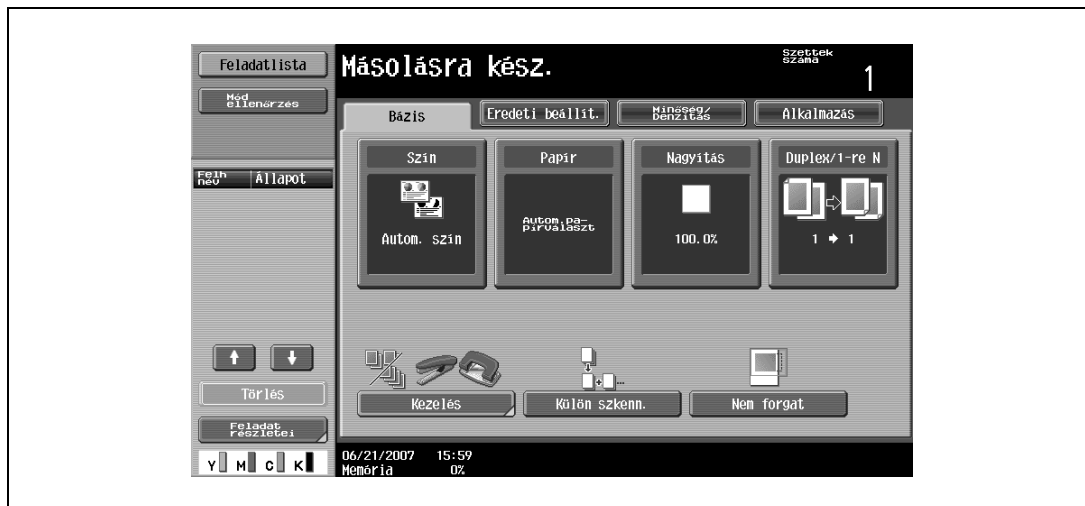 Feladatlista
Másolásra kész.
Szettek
száma
1
Mód
ellenőrzés
Bázis
Eredeti beállít.
Minőség/
Denzitás
Alkalmazás
Szín
Papír
Nagyítás
Duplex/1-re N
Felh
név
Állapot
Autom. szín
Autom.pa-
pírválaszt
100.0%
1 → 1
Törlés
Kezelés
Külön szkenn.
Nem forgat
Feladat
részletei
Y M C K
06/21/2007 15:59
Memória 0%